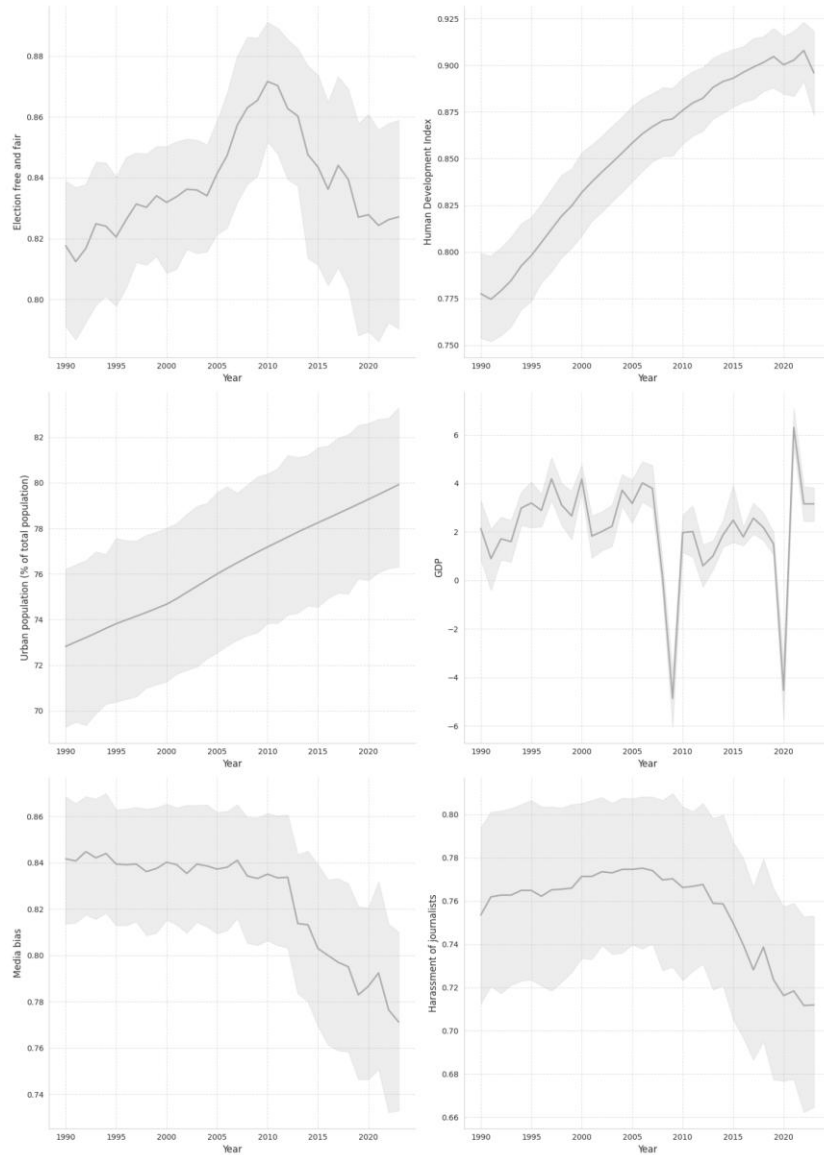 Election free and fair
0.88
0.86
0.84
0.82
0.80
1990 1995 2000 2005 2010 2015 2020
Year
Human Development Index
0.925
0.900
0.875
0.850
0.825
0.800
0.775
0.750
1990 1995 2000 2005 2010 2015 2020
Year
Urban population (% of total population)
82
80
78
76
74
72
70
1990 1995 2000 2005 2010 2015 2020
Year
GDP
6
4
2
0
−2
−4
−6
1990 1995 2000 2005 2010 2015 2020
Year
Media bias
0.86
0.84
0.82
0.80
0.78
0.76
0.74
1990 1995 2000 2005 2010 2015 2020
Year
Harassment of journalists
0.80
0.78
0.76
0.74
0.72
0.70
0.68
0.66
1990 1995 2000 2005 2010 2015 2020
Year